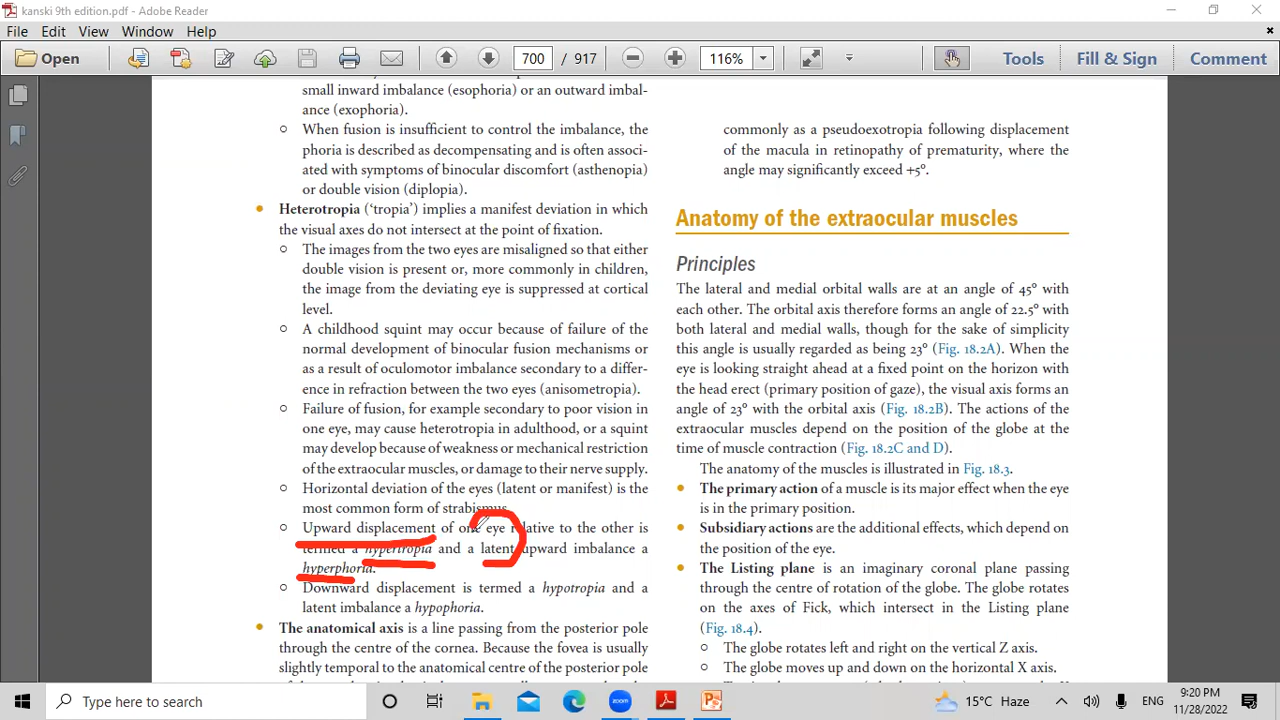 kanski 9th edition.pdf - Adobe Reader
File Edit View Window Help
Open 700 / 917 116% Tools Fill & Sign Comment
small inward imbalance (esophoria) or an outward imbal-
ance (exophoria).
When fusion is insufficient to control the imbalance, the
phoria is described as decompensating and is often associ-
ated with symptoms of binocular discomfort (asthenopia)
or double vision (diplopia).
Heterotropia (‘tropia’) implies a manifest deviation in which
the visual axes do not intersect at the point of fixation.
The images from the two eyes are misaligned so that either
double vision is present or, more commonly in children,
the image from the deviating eye is suppressed at cortical
level.
A childhood squint may occur because of failure of the
normal development of binocular fusion mechanisms or
as a result of oculomotor imbalance secondary to a differ-
ence in refraction between the two eyes (anisometropia).
Failure of fusion, for example secondary to poor vision in
one eye, may cause heterotropia in adulthood, or a squint
may develop because of weakness or mechanical restriction
of the extraocular muscles, or damage to their nerve supply.
Horizontal deviation of the eyes (latent or manifest) is the
most common form of strabismus.
Upward displacement of one eye relative to the other is
termed a hypertropia and a latent upward imbalance a
hyperphoria.
Downward displacement is termed a hypotropia and a
latent imbalance a hypophoria.
The anatomical axis is a line passing from the posterior pole
through the centre of the cornea. Because the fovea is usually
slightly temporal to the anatomical centre of the posterior pole
commonly as a pseudoexotropia following displacement
of the macula in retinopathy of prematurity, where the
angle may significantly exceed +5°.
Anatomy of the extraocular muscles
Principles
The lateral and medial orbital walls are at an angle of 45° with
each other. The orbital axis therefore forms an angle of 22.5° with
both lateral and medial walls, though for the sake of simplicity
this angle is usually regarded as being 23° (Fig. 18.2A). When the
eye is looking straight ahead at a fixed point on the horizon with
the head erect (primary position of gaze), the visual axis forms an
angle of 23° with the orbital axis (Fig. 18.2B). The actions of the
extraocular muscles depend on the position of the globe at the
time of muscle contraction (Fig. 18.2C and D).
The anatomy of the muscles is illustrated in Fig. 18.3.
The primary action of a muscle is its major effect when the eye
is in the primary position.
Subsidiary actions are the additional effects, which depend on
the position of the eye.
The Listing plane is an imaginary coronal plane passing
through the centre of rotation of the globe. The globe rotates
on the axes of Fick, which intersect in the Listing plane
(Fig. 18.4).
The globe rotates left and right on the vertical Z axis.
The globe moves up and down on the horizontal X axis.
Type here to search
zoom
15°C Haze
ENG
9:20 PM
11/28/2022